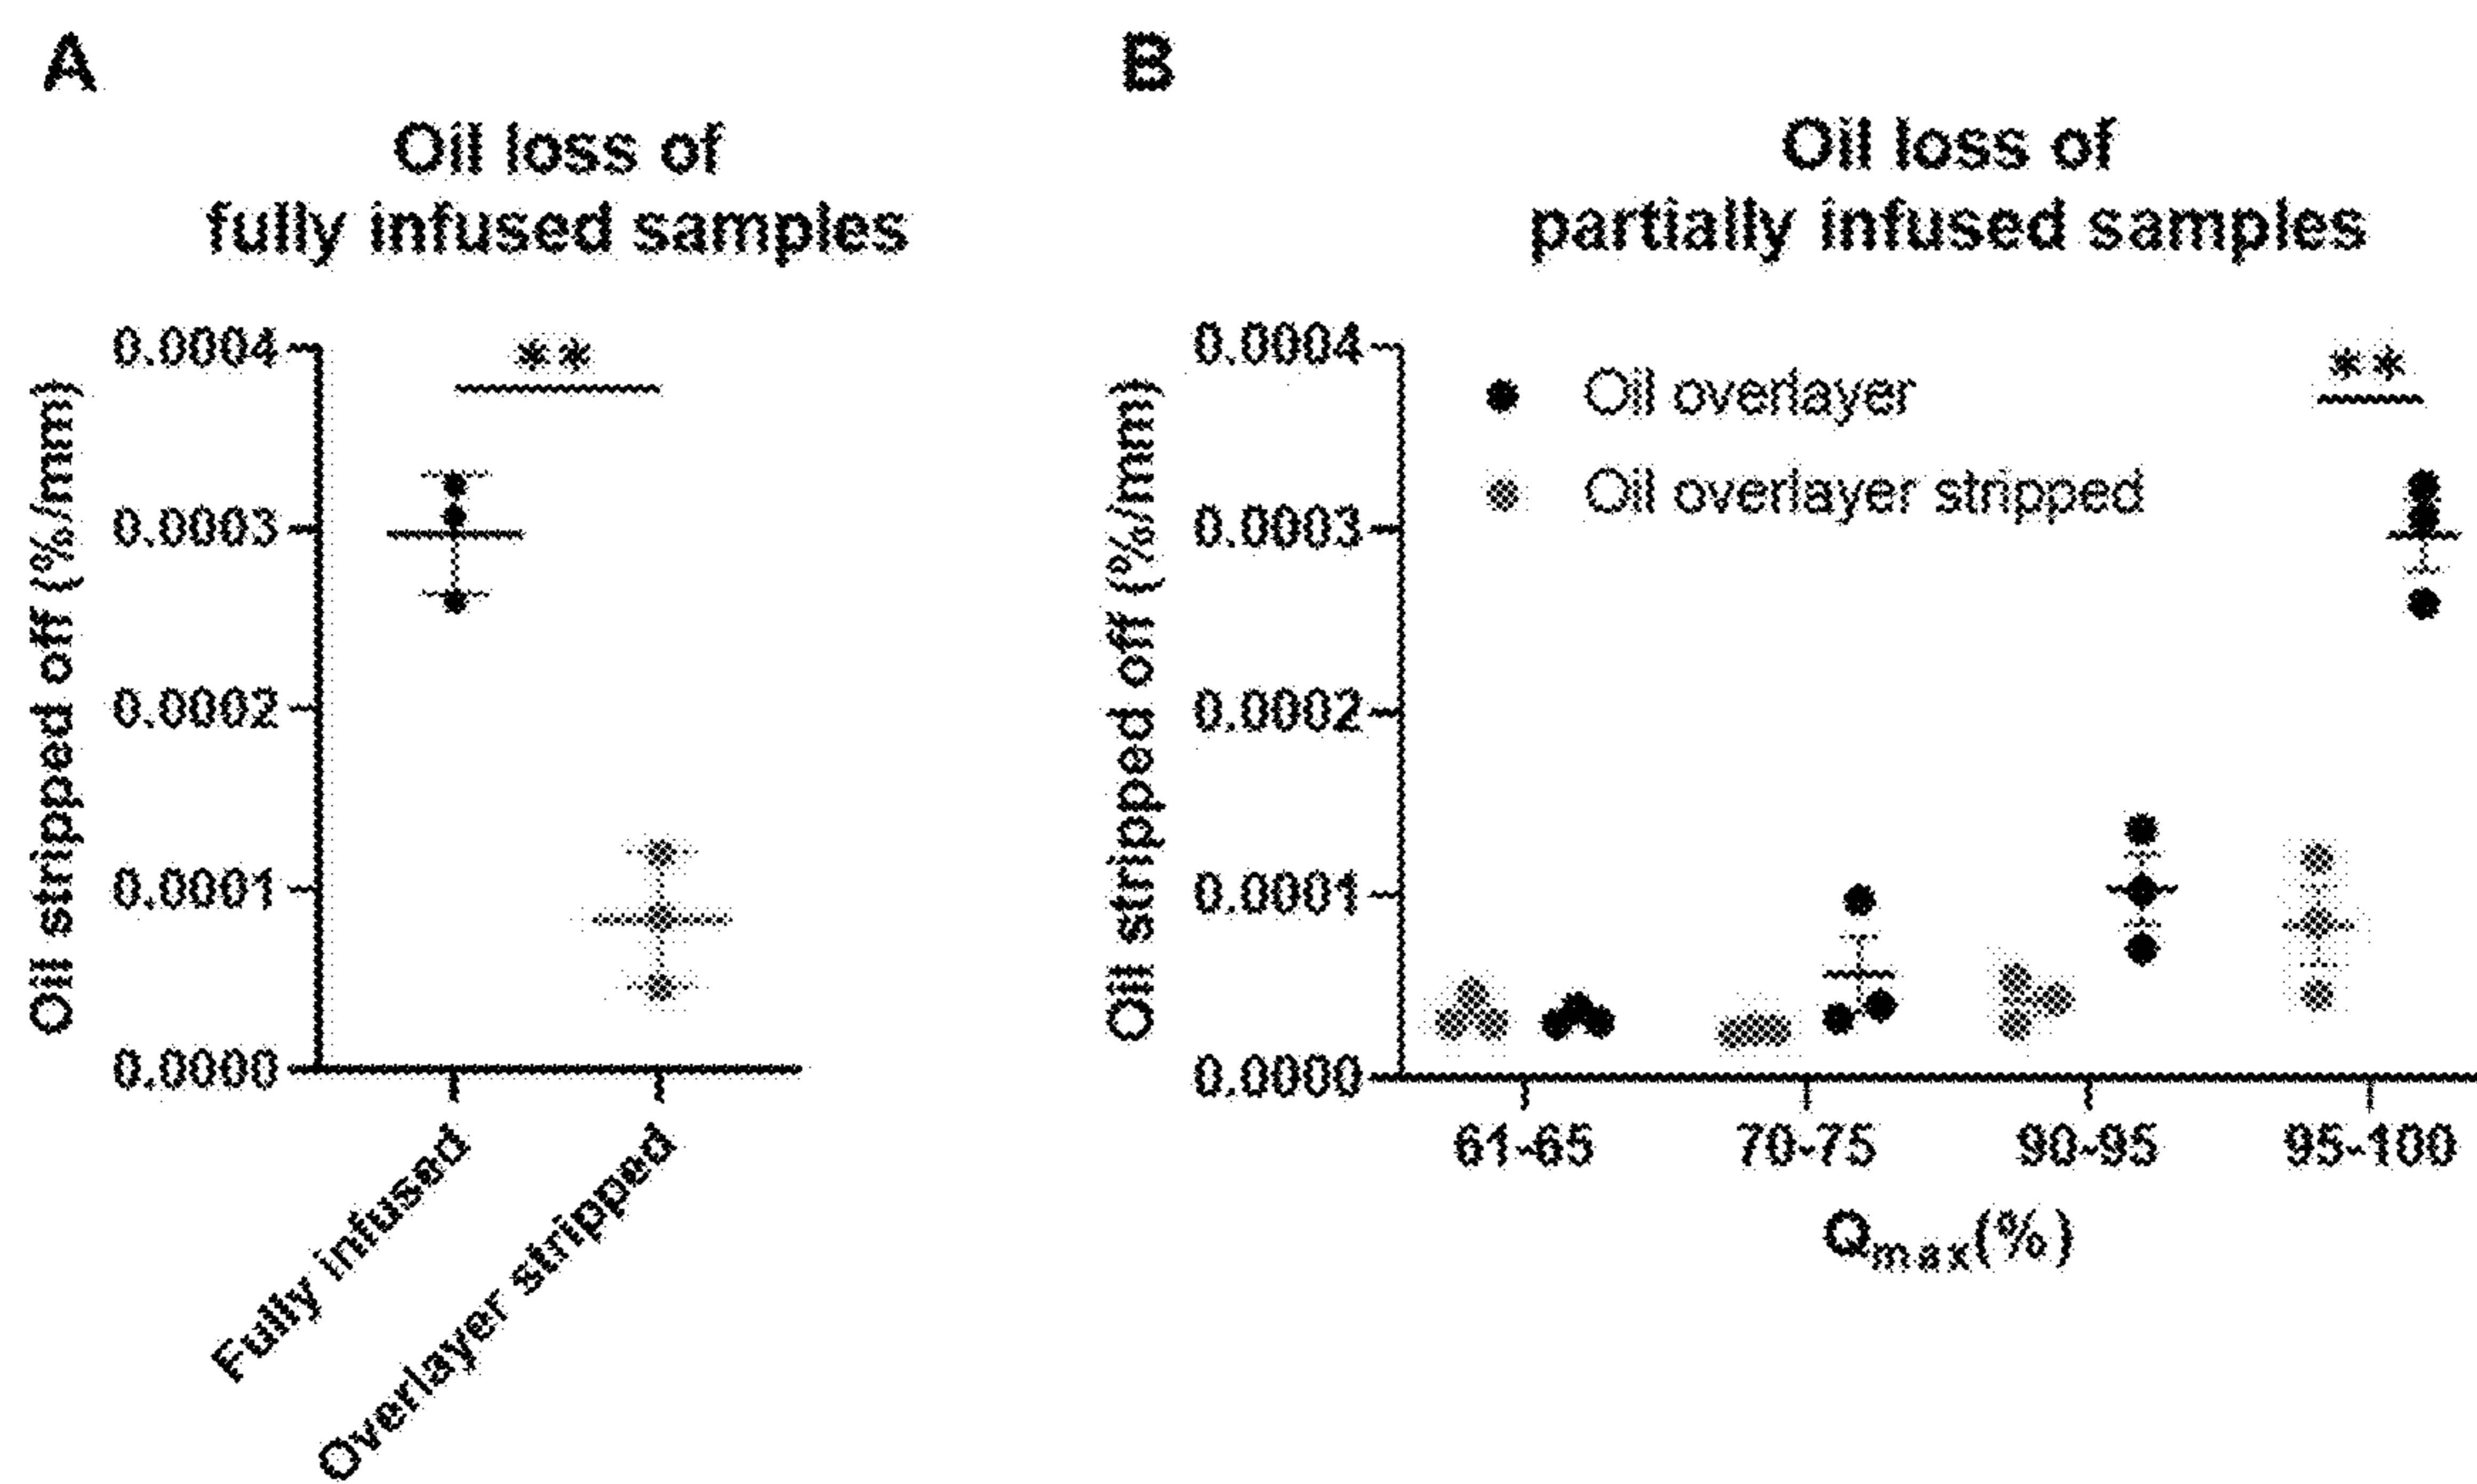 A
Oil loss of
fully infused samples
Oil stripped off (%/mm)
0.0004
0.0003
0.0002
0.0001
0.0000
**
Fully infused
Overlayer stripped
B
Oil loss of
partially infused samples
Oil stripped off (%/mm)
0.0004
0.0003
0.0002
0.0001
0.0000
Oil overlayer
Oil overlayer stripped
**
61-65 70-75 90-95 95-100
Qmax(%)